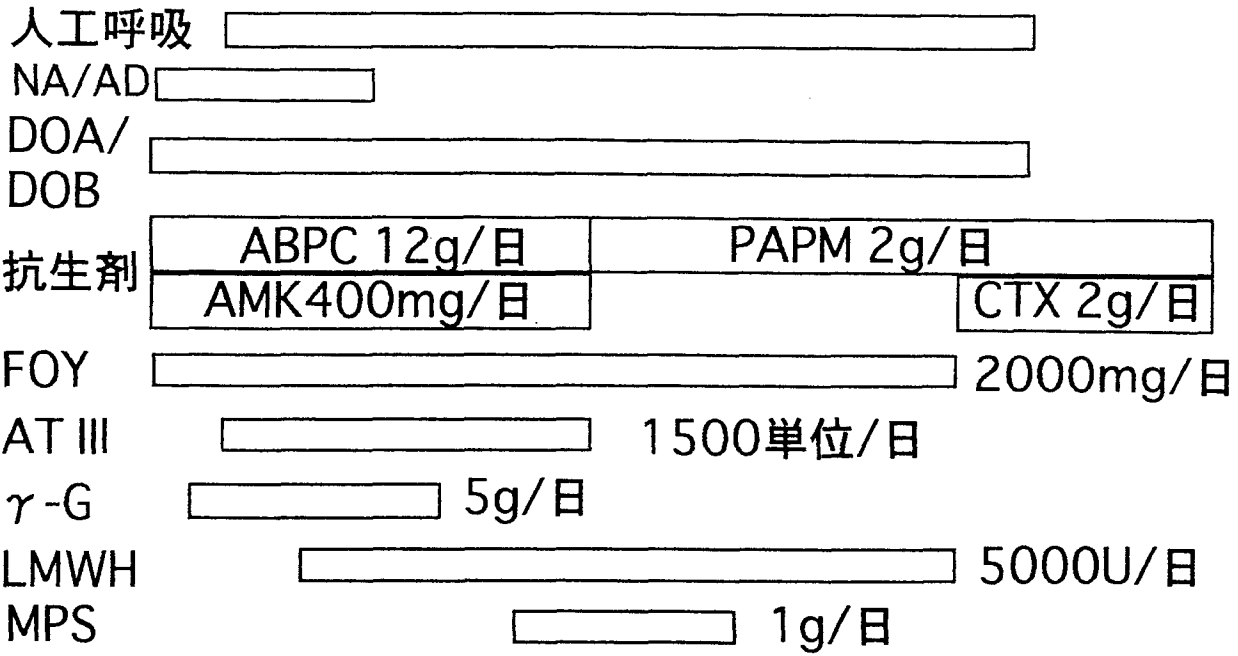 人工呼吸
NA/AD
DOA/
DOB
抗生剤
ABPC 12g/日
PAPM 2g/日
AMK400mg/日
CTX 2g/日
FOY
2000mg/日
AT III
1500単位/日
γ-G
5g/日
LMWH
5000U/日
MPS
1g/日